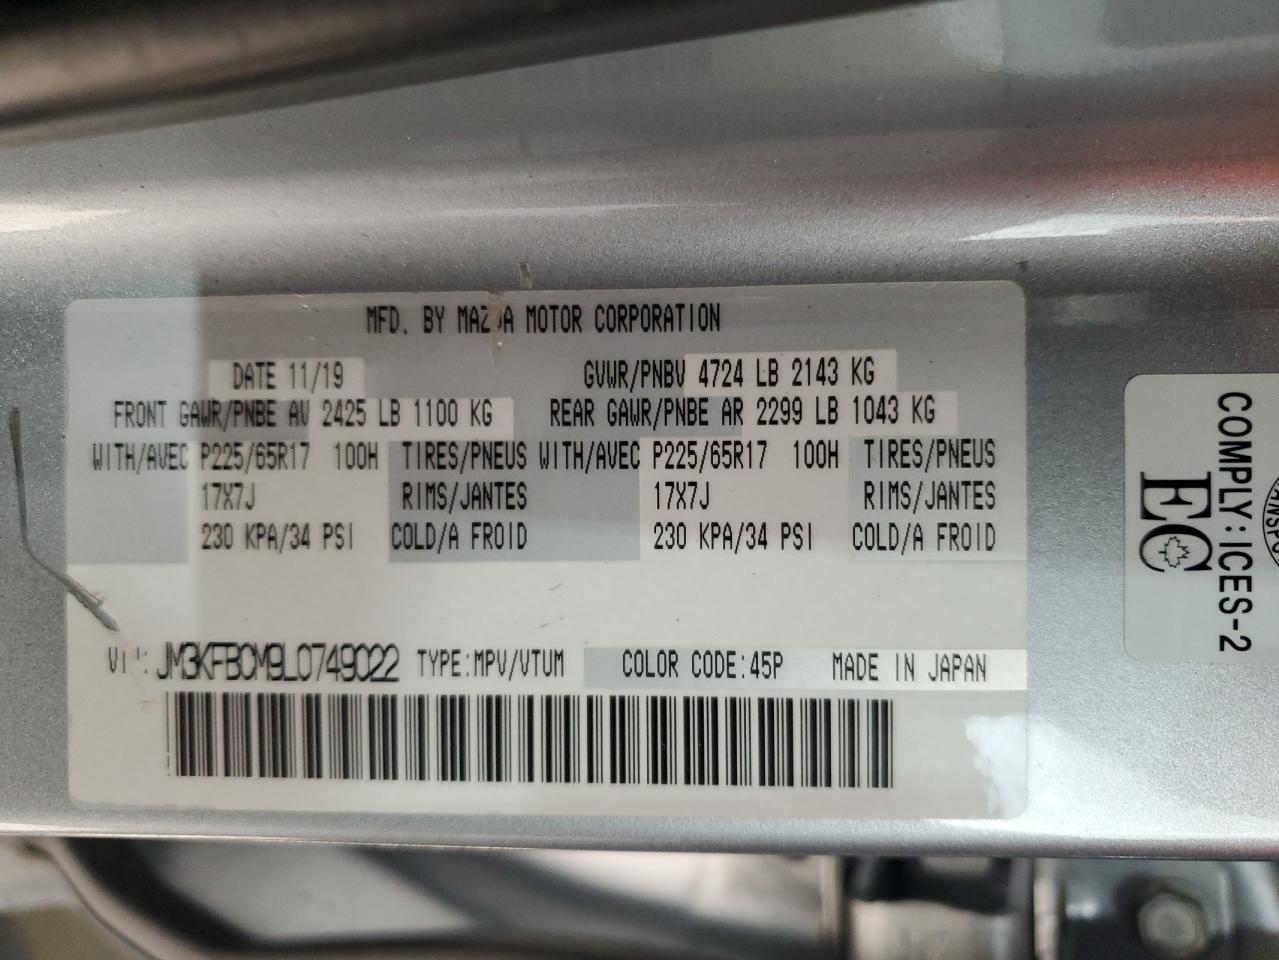 MFD. BY MAZDA MOTOR CORPORATION
DATE 11/19 GVWR/PNBV 4724 LB 2143 KG
FRONT GAWR/PNBE AV 2425 LB 1100 KG REAR GAWR/PNBE AR 2299 LB 1043 KG
WITH/AVEC P225/65R17 100H TIRES/PNEUS WITH/AVEC P225/65R17 100H TIRES/PNEUS
17X7J RIMS/JANTES 17X7J RIMS/JANTES
230 KPA/34 PSI COLD/A FROID 230 KPA/34 PSI COLD/A FROID
VIN: JM3KFBCM9L0749022 TYPE:MPV/VTUM COLOR CODE:45P MADE IN JAPAN
COMPLY: ICES-2
EC